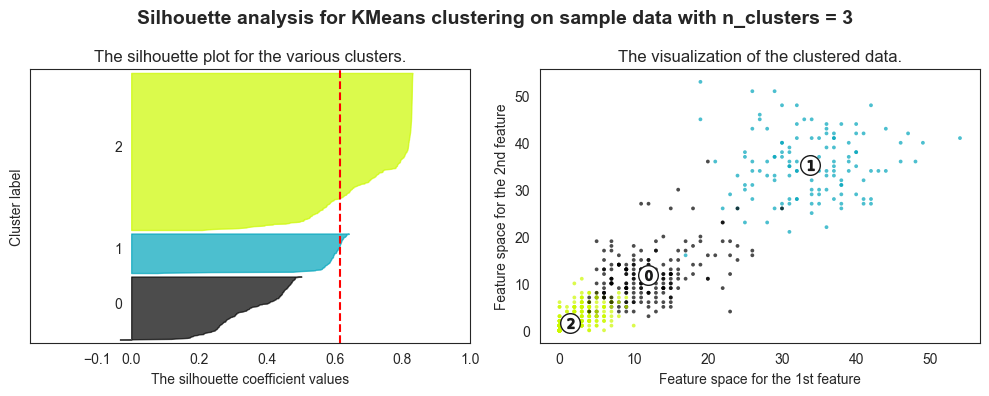 Silhouette analysis for KMeans clustering on sample data with n_clusters = 3
The silhouette plot for the various clusters.
Cluster label
2
1
0
−0.1 0.0 0.2 0.4 0.6 0.8 1.0
The silhouette coefficient values
The visualization of the clustered data.
Feature space for the 2nd feature
50
40
30
20
10
0
1
0
2
0 10 20 30 40 50
Feature space for the 1st feature